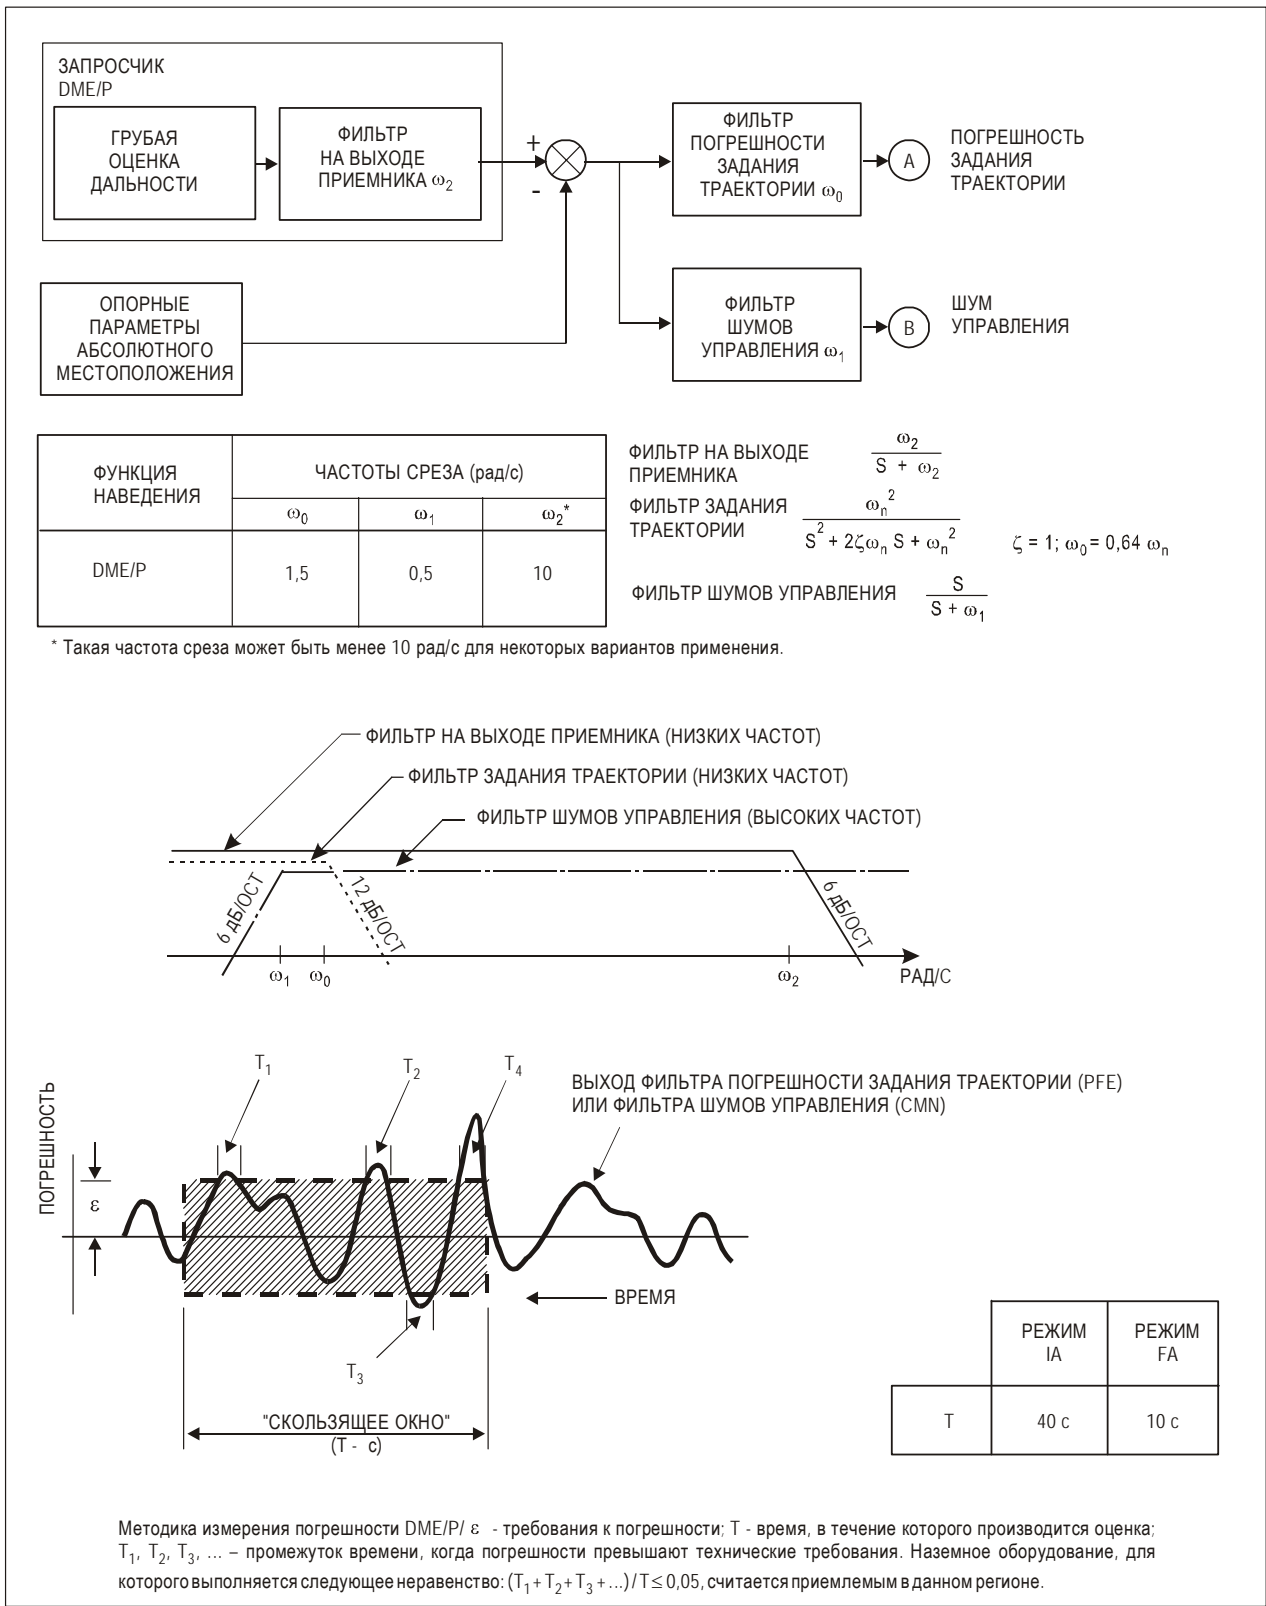 ЗАПРОСЧИК
DME/P
ГРУБАЯ
ОЦЕНКА
ДАЛЬНОСТИ
ФИЛЬТР
НА ВЫХОДЕ
ПРИЕМНИКА ω₂
+
-
ФИЛЬТР
ПОГРЕШНОСТИ
ЗАДАНИЯ
ТРАЕКТОРИИ ω₀
A
ПОГРЕШНОСТЬ
ЗАДАНИЯ
ТРАЕКТОРИИ
ОПОРНЫЕ
ПАРАМЕТРЫ
АБСОЛЮТНОГО
МЕСТОПОЛОЖЕНИЯ
ФИЛЬТР
ШУМОВ
УПРАВЛЕНИЯ ω₁
B
ШУМ
УПРАВЛЕНИЯ
ФУНКЦИЯ
НАВЕДЕНИЯ
ЧАСТОТЫ СРЕЗА (рад/с)
ω₀ ω₁ ω₂*
DME/P 1,5 0,5 10
ФИЛЬТР НА ВЫХОДЕ
ПРИЕМНИКА
ω₂
S + ω₂
ФИЛЬТР ЗАДАНИЯ
ТРАЕКТОРИИ
ωₙ²
S² + 2ζωₙ S + ωₙ²
ζ = 1; ω₀ = 0,64 ωₙ
ФИЛЬТР ШУМОВ УПРАВЛЕНИЯ
S
S + ω₁
* Такая частота среза может быть менее 10 рад/с для некоторых вариантов применения.
ФИЛЬТР НА ВЫХОДЕ ПРИЕМНИКА (НИЗКИХ ЧАСТОТ)
ФИЛЬТР ЗАДАНИЯ ТРАЕКТОРИИ (НИЗКИХ ЧАСТОТ)
ФИЛЬТР ШУМОВ УПРАВЛЕНИЯ (ВЫСОКИХ ЧАСТОТ)
6 дБ/ОСТ
12 дБ/ОСТ
6 дБ/ОСТ
ω₁ ω₀ ω₂
РАД/С
T₁ T₂ T₄
ВЫХОД ФИЛЬТРА ПОГРЕШНОСТИ ЗАДАНИЯ ТРАЕКТОРИИ (PFE)
ИЛИ ФИЛЬТРА ШУМОВ УПРАВЛЕНИЯ (CMN)
ПОГРЕШНОСТЬ
ε
ВРЕМЯ
T₃
"СКОЛЬЗЯЩЕЕ ОКНО"
(T - с)
РЕЖИМ
IA
РЕЖИМ
FA
T 40 с 10 с
Методика измерения погрешности DME/P/ ε - требования к погрешности; T - время, в течение которого производится оценка;
T₁, T₂, T₃, ... – промежуток времени, когда погрешности превышают технические требования. Наземное оборудование, для
которого выполняется следующее неравенство: (T₁ + T₂ + T₃ + ...) / T ≤ 0,05, считается приемлемым в данном регионе.